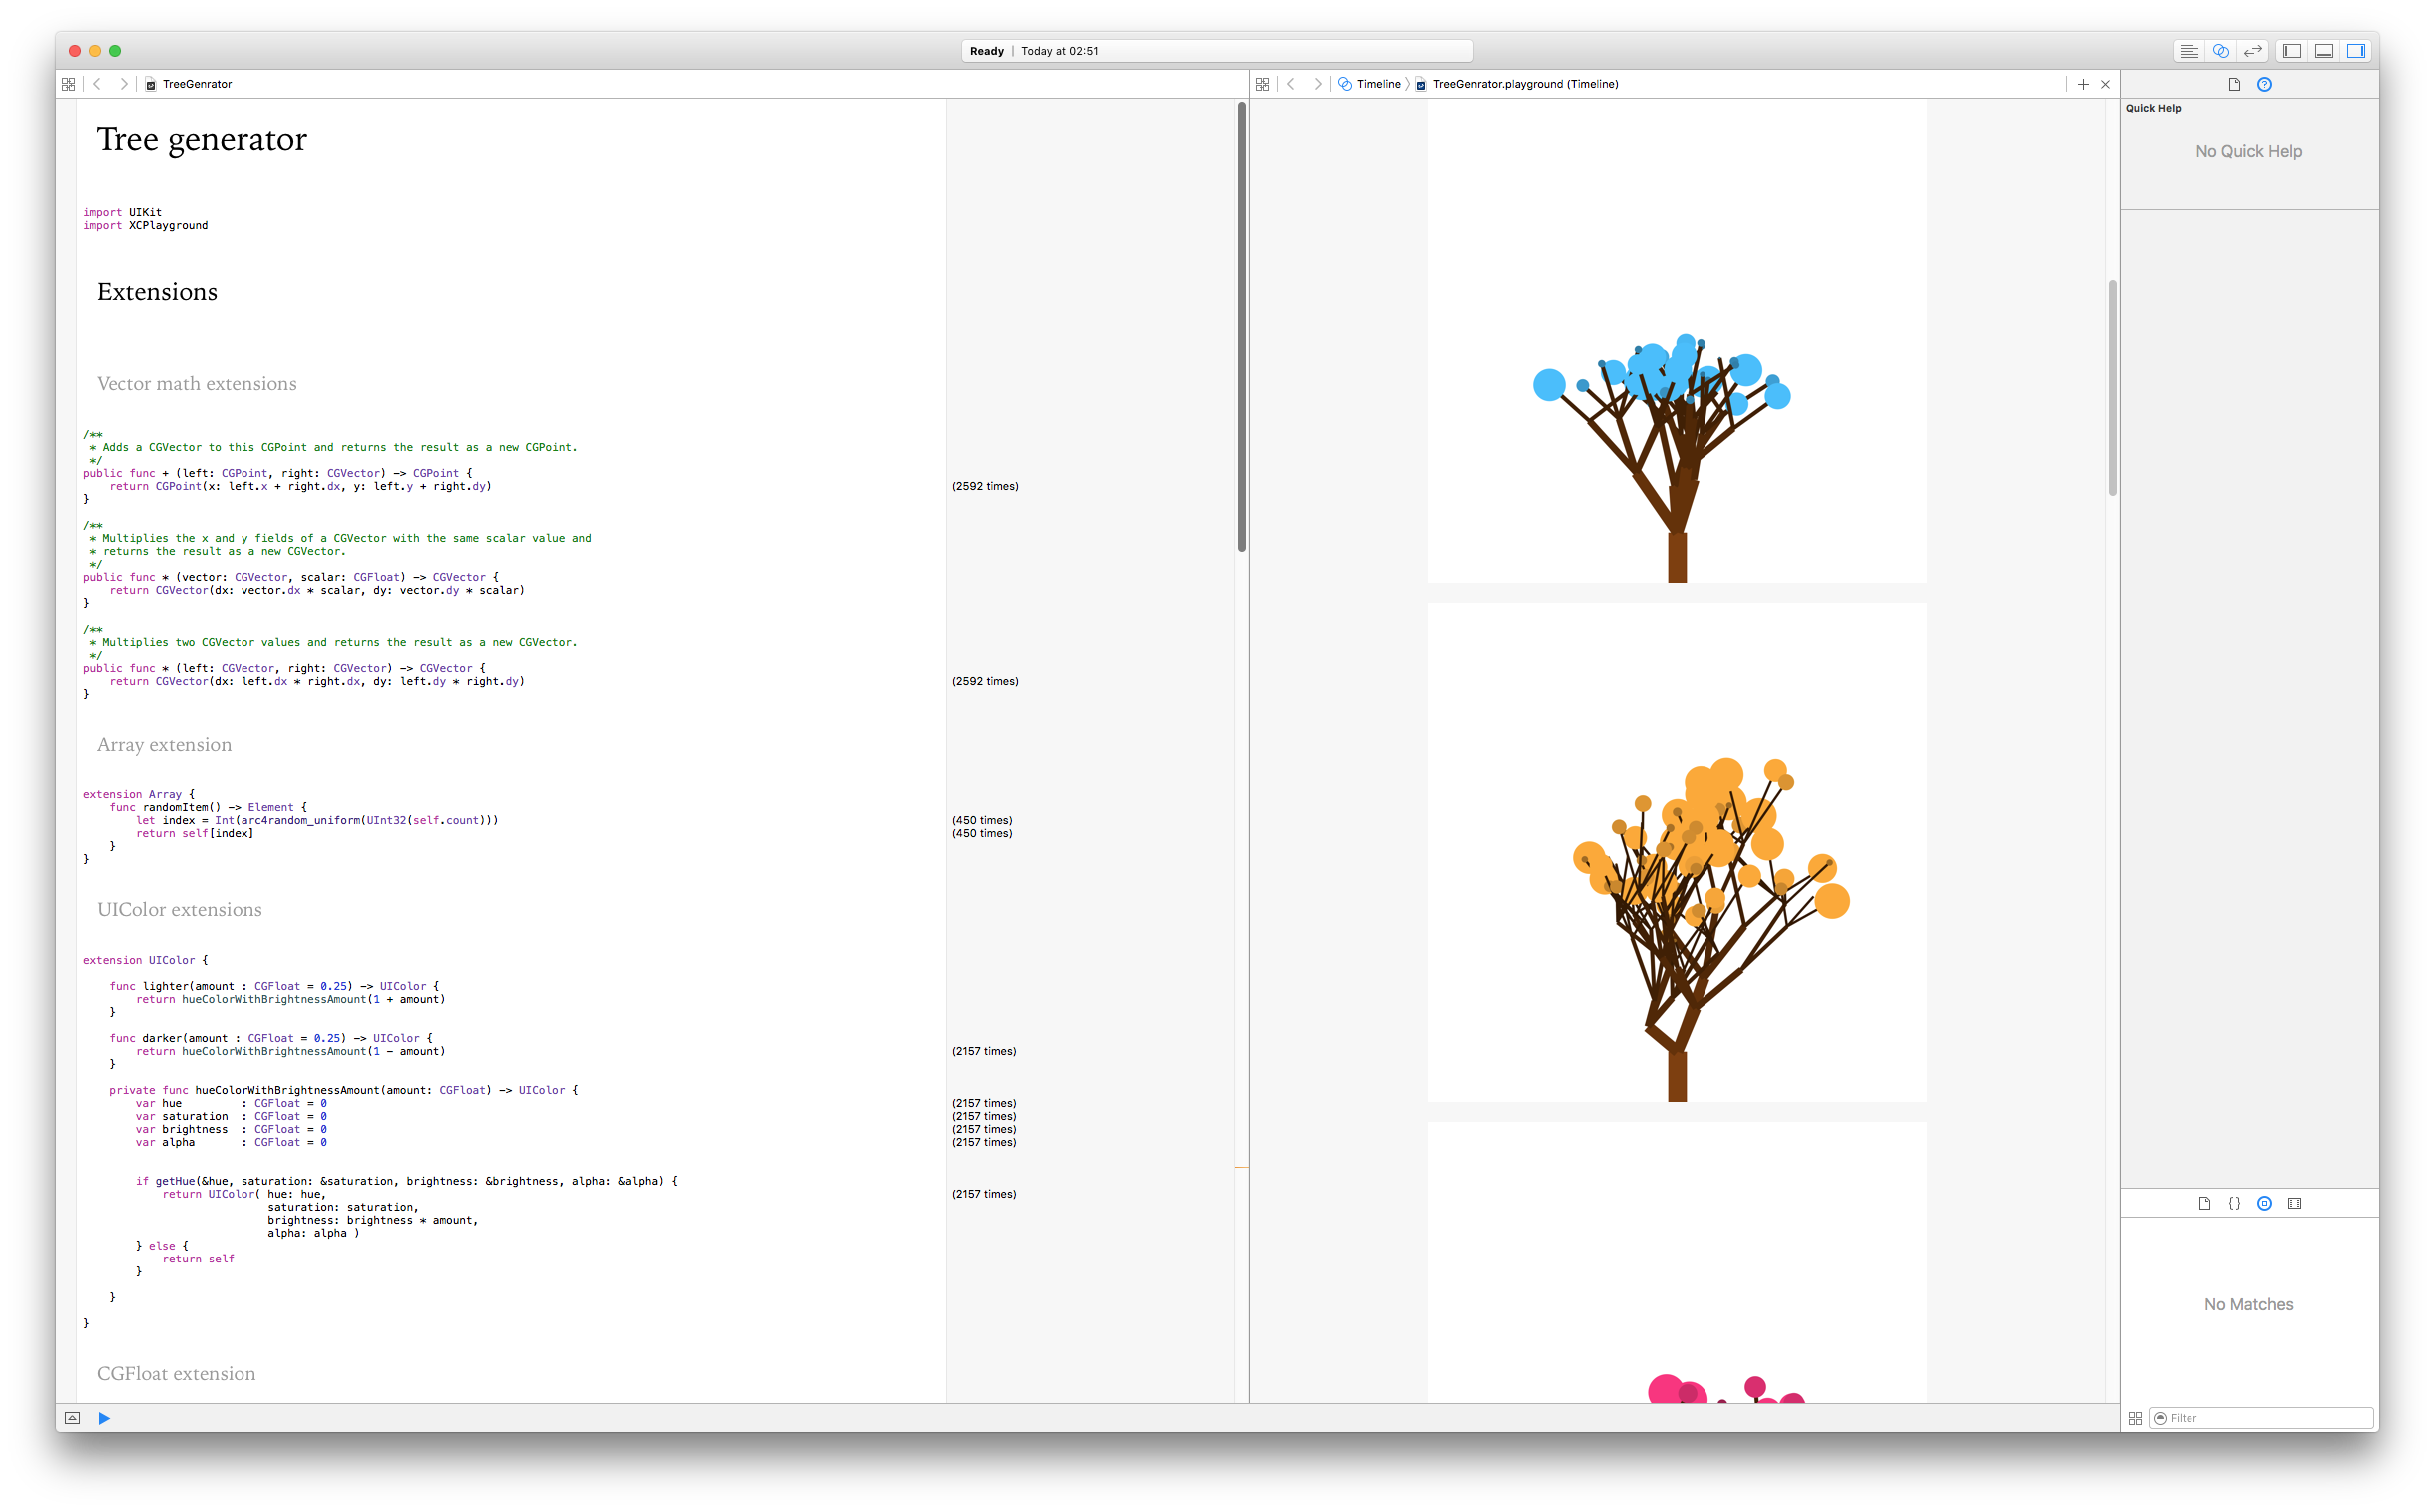 Ready | Today at 02:51
TreeGenrator
Timeline 〉 TreeGenrator.playground (Timeline)
Quick Help
No Quick Help
Tree generator
import UIKit
import XCPlayground
Extensions
Vector math extensions
/**
 * Adds a CGVector to this CGPoint and returns the result as a new CGPoint.
 */
public func + (left: CGPoint, right: CGVector) -> CGPoint {
    return CGPoint(x: left.x + right.dx, y: left.y + right.dy)
(2592 times)
}
/**
 * Multiplies the x and y fields of a CGVector with the same scalar value and
 * returns the result as a new CGVector.
 */
public func * (vector: CGVector, scalar: CGFloat) -> CGVector {
    return CGVector(dx: vector.dx * scalar, dy: vector.dy * scalar)
}
/**
 * Multiplies two CGVector values and returns the result as a new CGVector.
 */
public func * (left: CGVector, right: CGVector) -> CGVector {
    return CGVector(dx: left.dx * right.dx, dy: left.dy * right.dy)
(2592 times)
}
Array extension
extension Array {
    func randomItem() -> Element {
        let index = Int(arc4random_uniform(UInt32(self.count)))
(450 times)
        return self[index]
(450 times)
    }
}
UIColor extensions
extension UIColor {
    func lighter(amount : CGFloat = 0.25) -> UIColor {
        return hueColorWithBrightnessAmount(1 + amount)
    }
    func darker(amount : CGFloat = 0.25) -> UIColor {
        return hueColorWithBrightnessAmount(1 - amount)
(2157 times)
    }
    private func hueColorWithBrightnessAmount(amount: CGFloat) -> UIColor {
        var hue         : CGFloat = 0
(2157 times)
        var saturation  : CGFloat = 0
(2157 times)
        var brightness  : CGFloat = 0
(2157 times)
        var alpha       : CGFloat = 0
(2157 times)
        if getHue(&hue, saturation: &saturation, brightness: &brightness, alpha: &alpha) {
            return UIColor( hue: hue,
(2157 times)
                            saturation: saturation,
                            brightness: brightness * amount,
                            alpha: alpha )
        } else {
            return self
        }
    }
}
CGFloat extension
No Matches
Filter